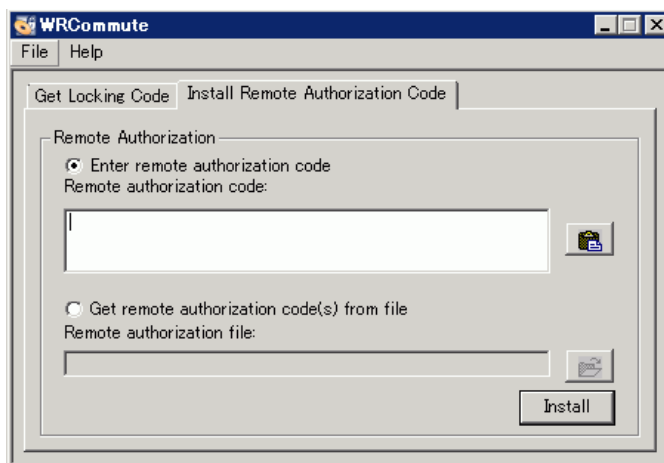 WRCommute
File Help
Get Locking Code Install Remote Authorization Code
Remote Authorization
Enter remote authorization code
Remote authorization code:
Get remote authorization code(s) from file
Remote authorization file:
Install